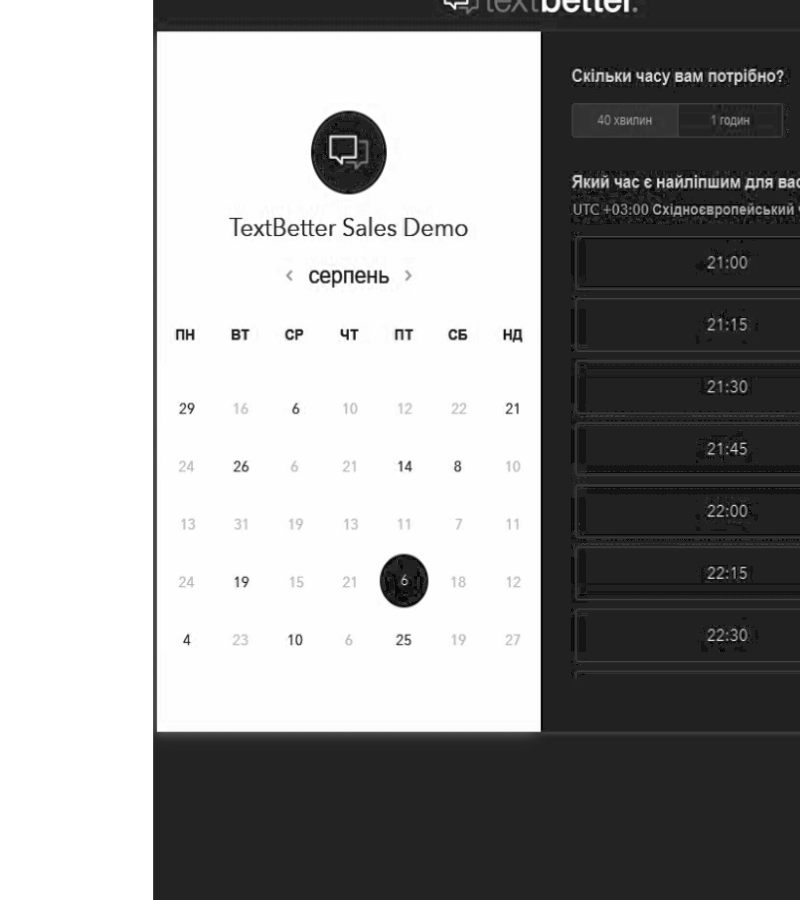 textbetter.
TextBetter Sales Demo
< серпень >
ПН ВТ СР ЧТ ПТ СБ НД
29 16 6 10 12 22 21
24 26 6 21 14 8 10
13 31 19 13 11 7 11
24 19 15 21 6 18 12
4 23 10 6 25 19 27
Скільки часу вам потрібно?
40 хвилин 1 годин
Який час є найліпшим для вас
UTC +03:00 Східноєвропейський
21:00
21:15
21:30
21:45
22:00
22:15
22:30